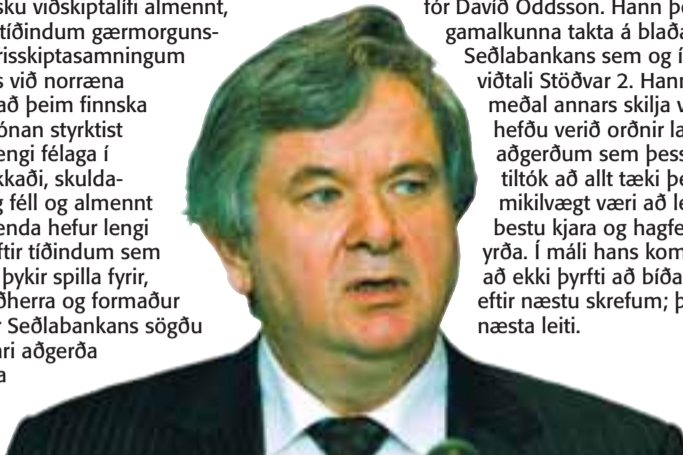 sku viðskiptalífi almennt,
tíðindum gærmorguns-
risskiptasamningum
s við norræna
að þeim finnska
ónan styrktist
engi félaga í
kkaði, skulda-
g féll og almennt
enda hefur lengi
ftir tíðindum sem
þykir spilla fyrir,
ðherra og formaður
r Seðlabankans sögðu
ari aðgerða
a
fór Davíð Oddsson. Hann þó
gamalkunna takta á blaða
Seðlabankans sem og í
viðtali Stöðvar 2. Hann
meðal annars skilja v
hefðu verið orðnir la
aðgerðum sem þess
tiltók að allt tæki þe
mikilvægt væri að le
bestu kjara og hagfe
yrða. Í máli hans kom
að ekki þyrfti að bíða
eftir næstu skrefum; þ
næsta leiti.